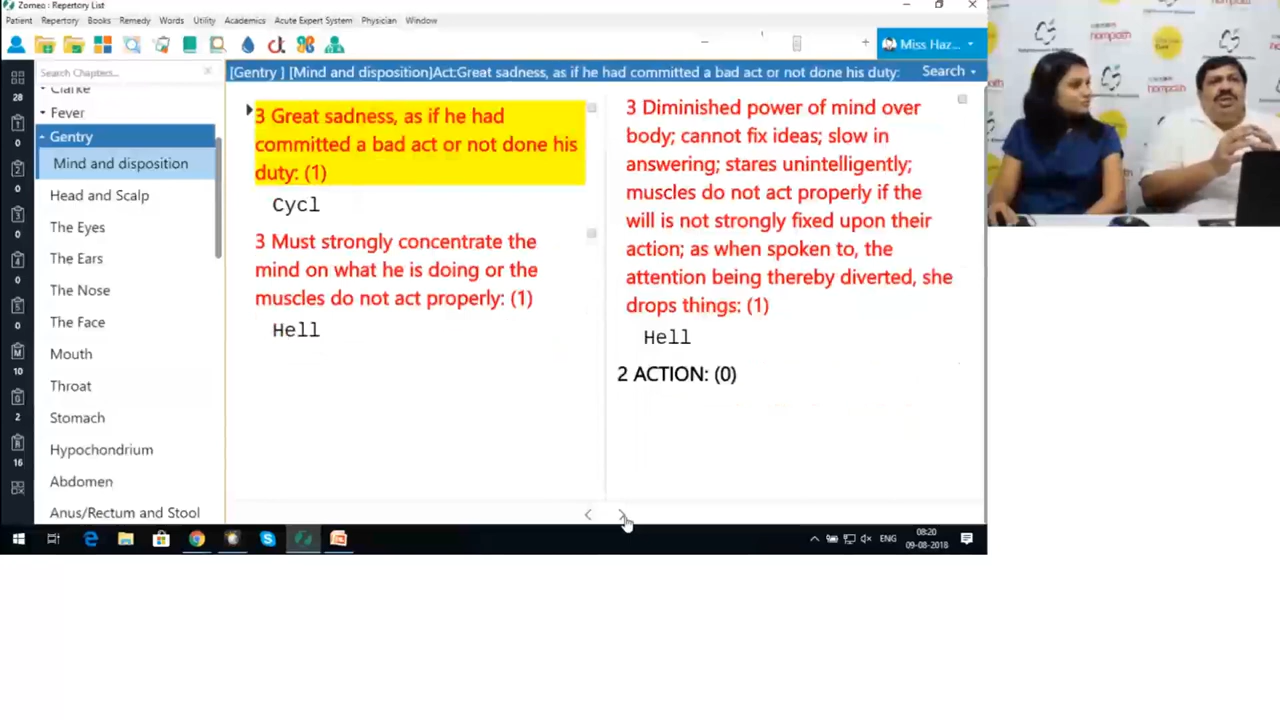 Zomeo : Repertory List
Patient Repertory Books Remedy Words Utility Academics Acute Expert System Physician Window
Miss Haz...
Search Chapters...
[Gentry ] [Mind and disposition]Act:Great sadness, as if he had committed a bad act or not done his duty:
Search
28
1
0
2
0
3
0
4
0
5
0
M
10
G
2
R
16
Clarke
Fever
Gentry
Mind and disposition
Head and Scalp
The Eyes
The Ears
The Nose
The Face
Mouth
Throat
Stomach
Hypochondrium
Abdomen
Anus/Rectum and Stool
3 Great sadness, as if he had
committed a bad act or not done his
duty: (1)
Cycl
3 Must strongly concentrate the
mind on what he is doing or the
muscles do not act properly: (1)
Hell
3 Diminished power of mind over
body; cannot fix ideas; slow in
answering; stares unintelligently;
muscles do not act properly if the
will is not strongly fixed upon their
action; as when spoken to, the
attention being thereby diverted, she
drops things: (1)
Hell
2 ACTION: (0)
ENG
08:20
09-08-2018
hompath